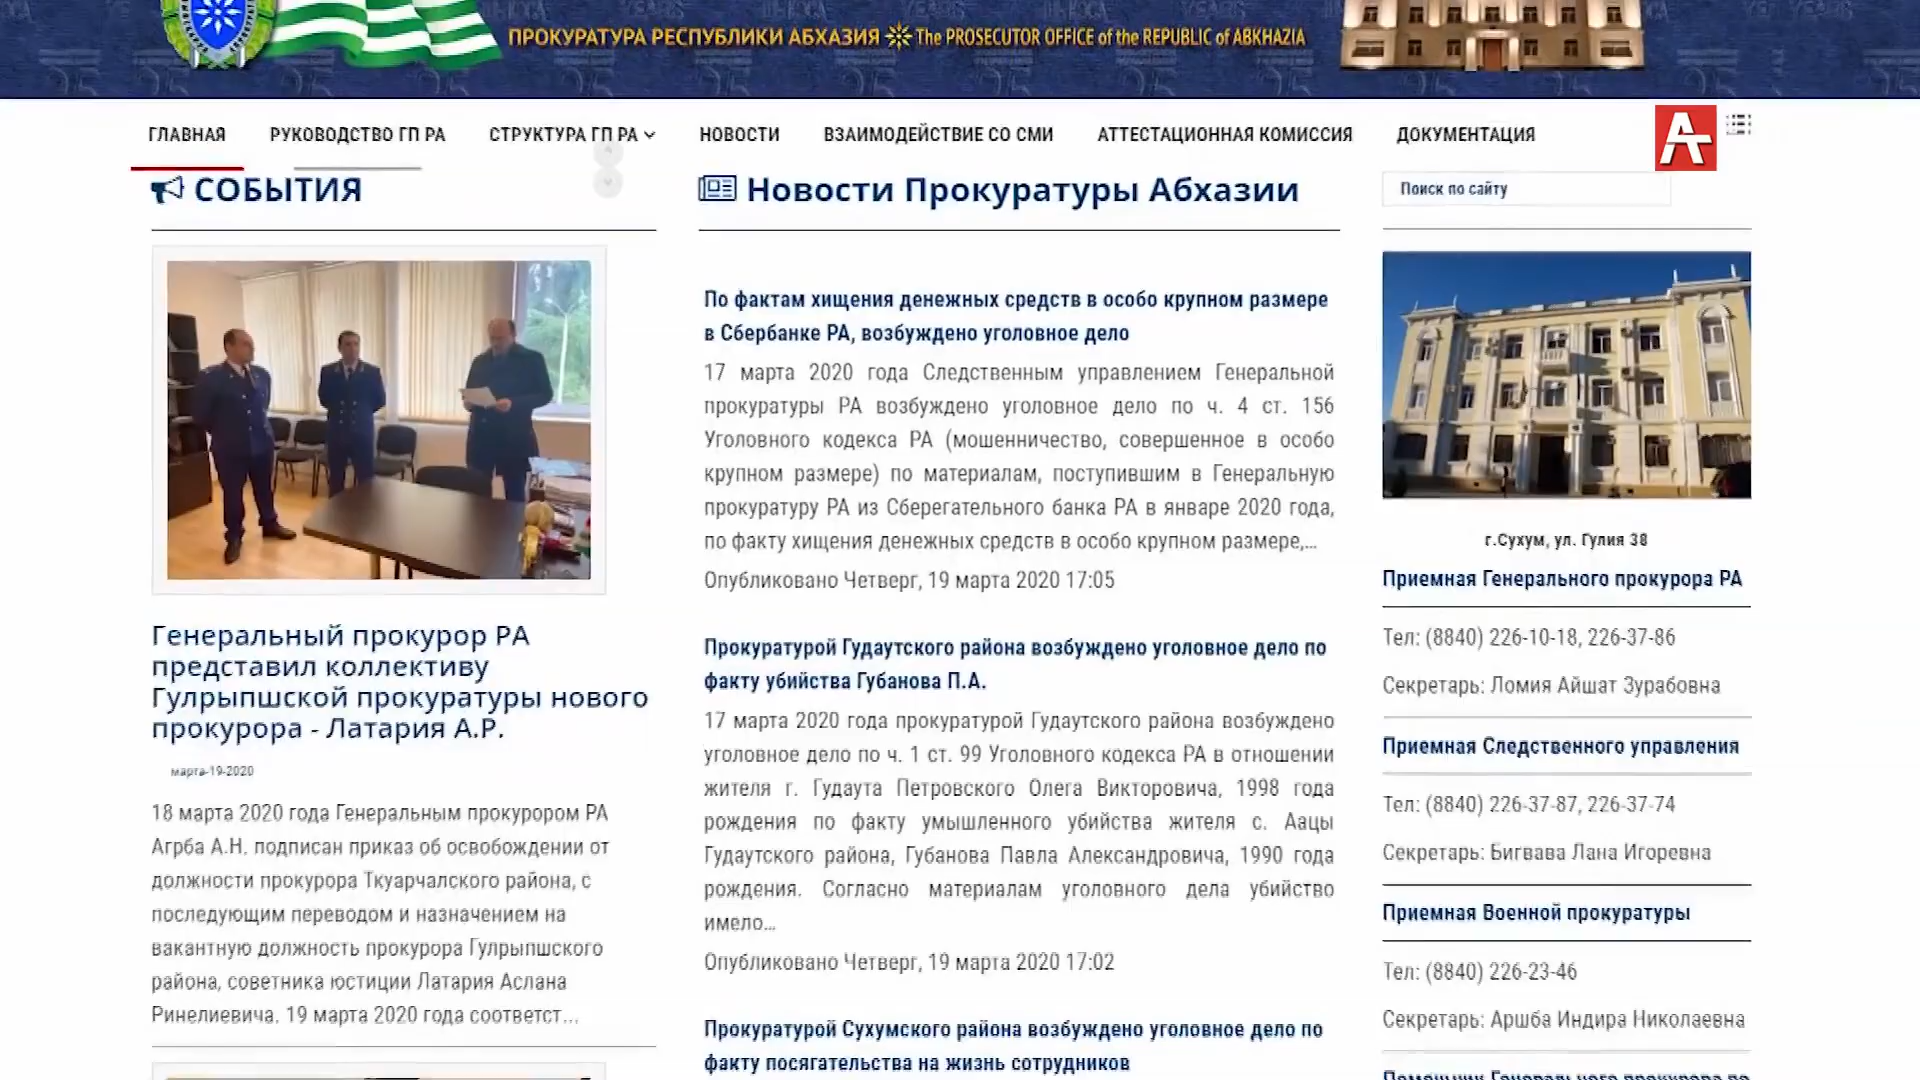 ПРОКУРАТУРА РЕСПУБЛИКИ АБХАЗИЯ The PROSECUTOR OFFICE of the REPUBLIC of ABKHAZIA
ГЛАВНАЯ РУКОВОДСТВО ГП РА СТРУКТУРА ГП РА НОВОСТИ ВЗАИМОДЕЙСТВИЕ СО СМИ АТТЕСТАЦИОННАЯ КОМИССИЯ ДОКУМЕНТАЦИЯ
СОБЫТИЯ
Генеральный прокурор РА
представил коллективу
Гулрыпшской прокуратуры нового
прокурора - Латария А.Р.
марта-19-2020
18 марта 2020 года Генеральным прокурором РА
Агрба А.Н. подписан приказ об освобождении от
должности прокурора Ткуарчалского района, с
последующим переводом и назначением на
вакантную должность прокурора Гулрыпшского
района, советника юстиции Латария Аслана
Ринелиевича. 19 марта 2020 года соответст...
Новости Прокуратуры Абхазии
По фактам хищения денежных средств в особо крупном размере
в Сбербанке РА, возбуждено уголовное дело
17 марта 2020 года Следственным управлением Генеральной
прокуратуры РА возбуждено уголовное дело по ч. 4 ст. 156
Уголовного кодекса РА (мошенничество, совершенное в особо
крупном размере) по материалам, поступившим в Генеральную
прокуратуру РА из Сберегательного банка РА в январе 2020 года,
по факту хищения денежных средств в особо крупном размере,...
Опубликовано Четверг, 19 марта 2020 17:05
Прокуратурой Гудаутского района возбуждено уголовное дело по
факту убийства Губанова П.А.
17 марта 2020 года прокуратурой Гудаутского района возбуждено
уголовное дело по ч. 1 ст. 99 Уголовного кодекса РА в отношении
жителя г. Гудаута Петровского Олега Викторовича, 1998 года
рождения по факту умышленного убийства жителя с. Аацы
Гудаутского района, Губанова Павла Александровича, 1990 года
рождения. Согласно материалам уголовного дела убийство
имело...
Опубликовано Четверг, 19 марта 2020 17:02
Прокуратурой Сухумского района возбуждено уголовное дело по
факту посягательства на жизнь сотрудников
Поиск по сайту
г.Сухум, ул. Гулия 38
Приемная Генерального прокурора РА
Тел: (8840) 226-10-18, 226-37-86
Секретарь: Ломия Айшат Зурабовна
Приемная Следственного управления
Тел: (8840) 226-37-87, 226-37-74
Секретарь: Бигвава Лана Игоревна
Приемная Военной прокуратуры
Тел: (8840) 226-23-46
Секретарь: Аршба Индира Николаевна